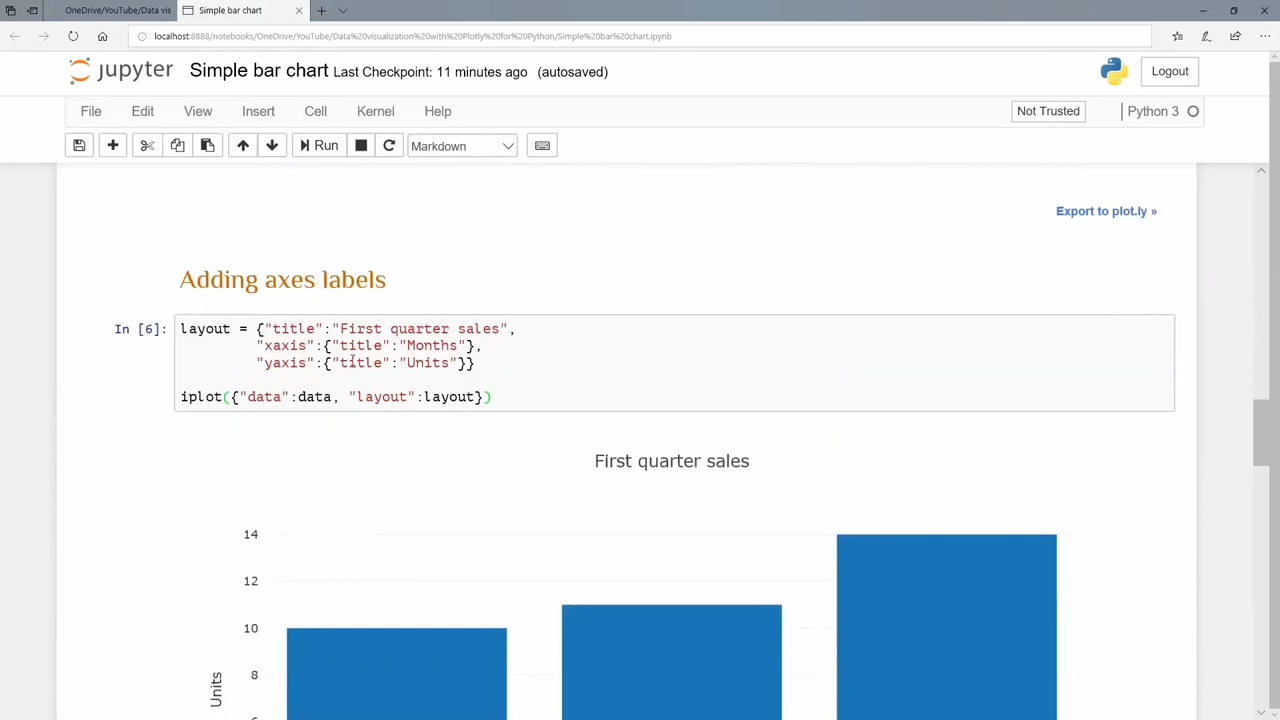 OneDrive/YouTube/Data vis
Simple bar chart
localhost:8888/notebooks/OneDrive/YouTube/Data%20visualization%20with%20Plotly%20for%20Python/Simple%20bar%20chart.ipynb
jupyter Simple bar chart Last Checkpoint: 11 minutes ago (autosaved)
Logout
File Edit View Insert Cell Kernel Help
Not Trusted
Python 3
Run
Markdown
Export to plot.ly »
Adding axes labels
In [6]: layout = {"title":"First quarter sales",
"xaxis":{"title":"Months"},
"yaxis":{"title":"Units"}}
iplot({"data":data, "layout":layout})
First quarter sales
14
12
10
8
Units